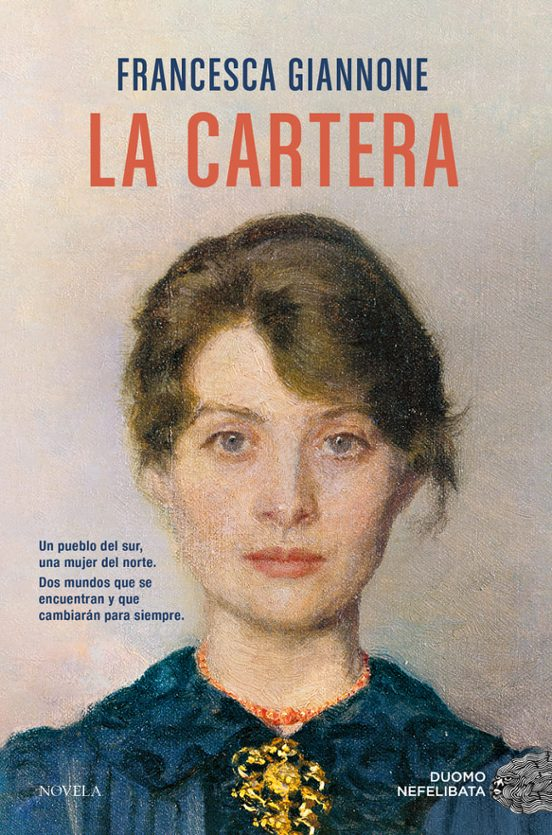 FRANCESCA GIANNONE
LA CARTERA
Un pueblo del sur,
una mujer del norte.
Dos mundos que se
encuentran y que
cambiarán para siempre.
NOVELA
DUOMO
NEFELIBATA